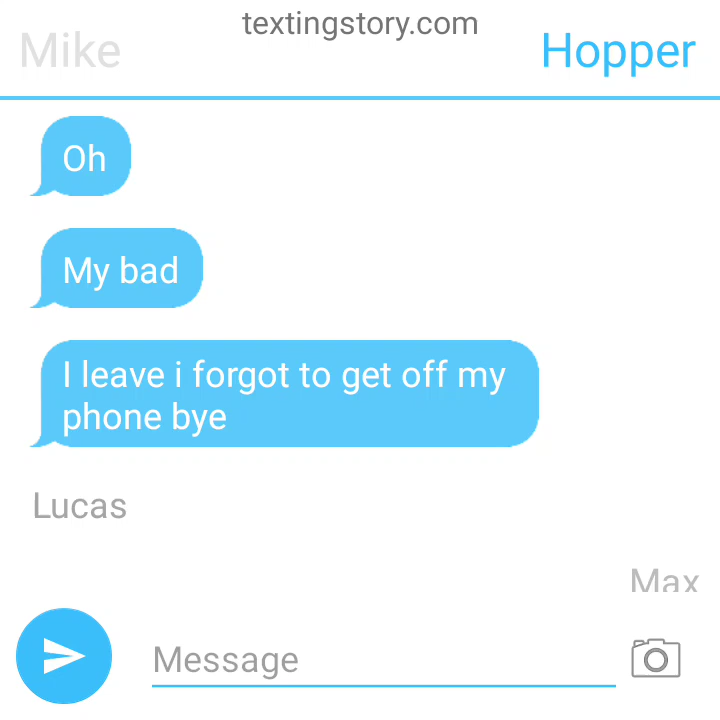 textingstory.com
Mike
Hopper
Oh
My bad
I leave i forgot to get off my
phone bye
Lucas
Max
Message